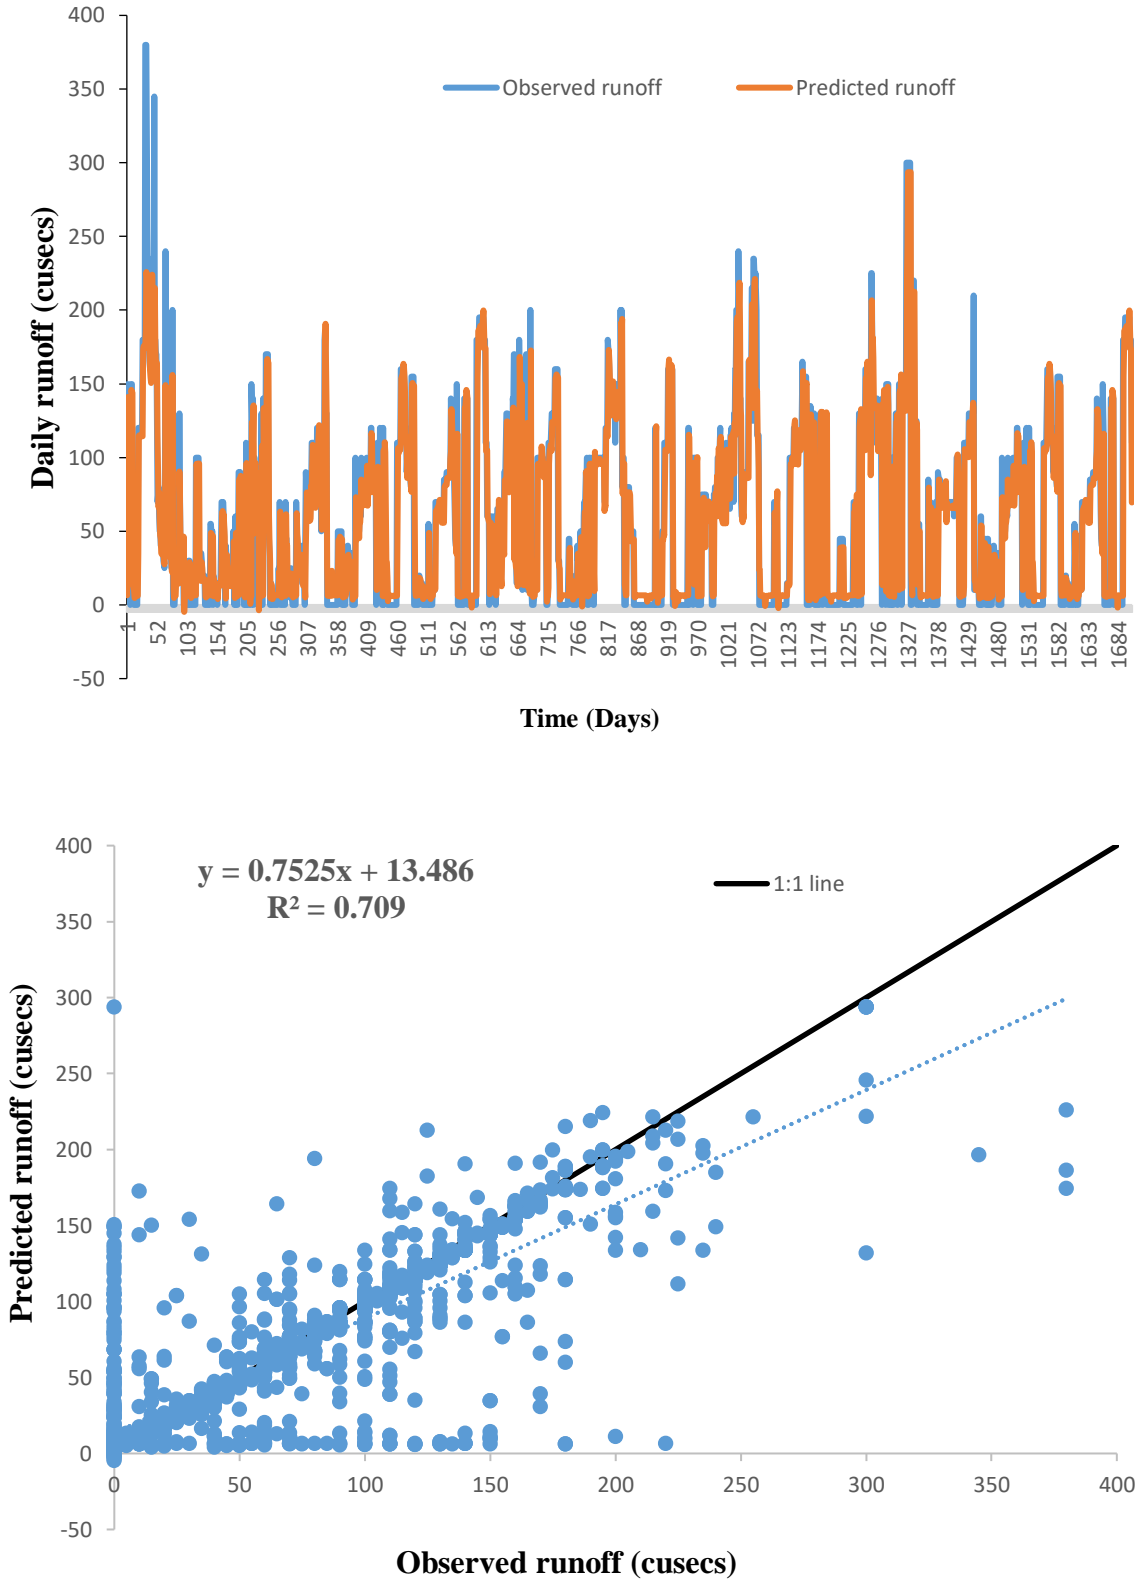 400
350
300
250
200
150
100
50
0
-50
Daily runoff (cusecs)
Observed runoff
Predicted runoff
1 52 103 154 205 256 307 358 409 460 511 562 613 664 715 766 817 868 919 970 1021 1072 1123 1174 1225 1276 1327 1378 1429 1480 1531 1582 1633 1684
Time (Days)
400
350
300
250
200
150
100
50
0
-50
Predicted runoff (cusecs)
y = 0.7525x + 13.486
R² = 0.709
1:1 line
0 50 100 150 200 250 300 350 400
Observed runoff (cusecs)